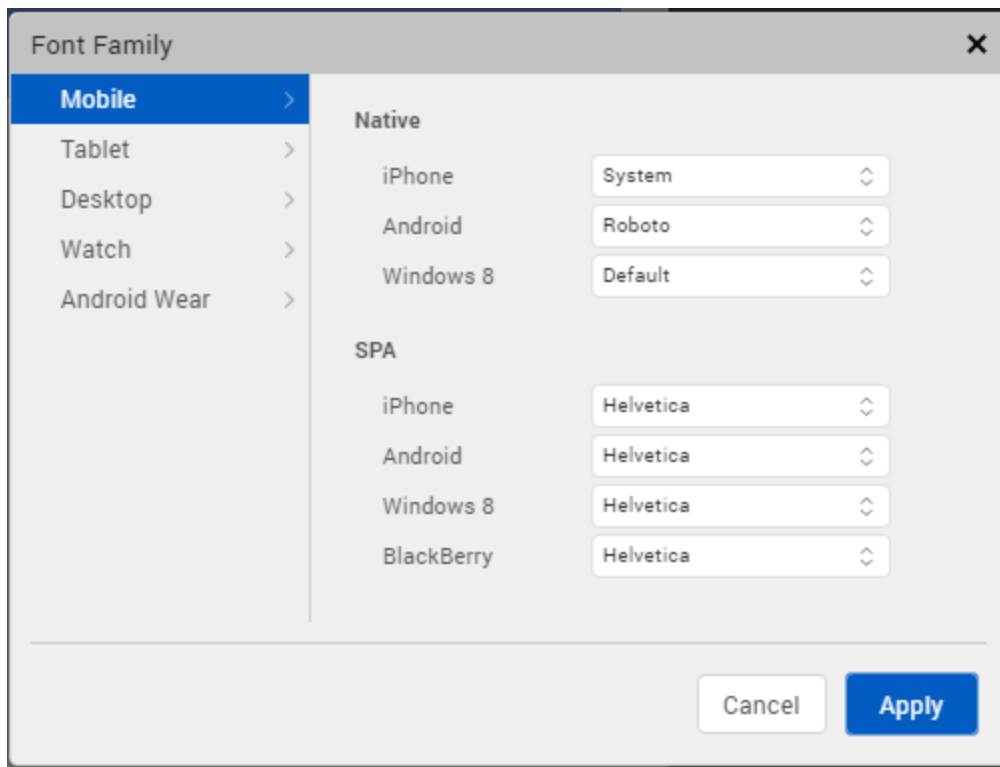 Font Family
Mobile
Tablet
Desktop
Watch
Android Wear
Native
iPhone System
Android Roboto
Windows 8 Default
SPA
iPhone Helvetica
Android Helvetica
Windows 8 Helvetica
BlackBerry Helvetica
Cancel Apply